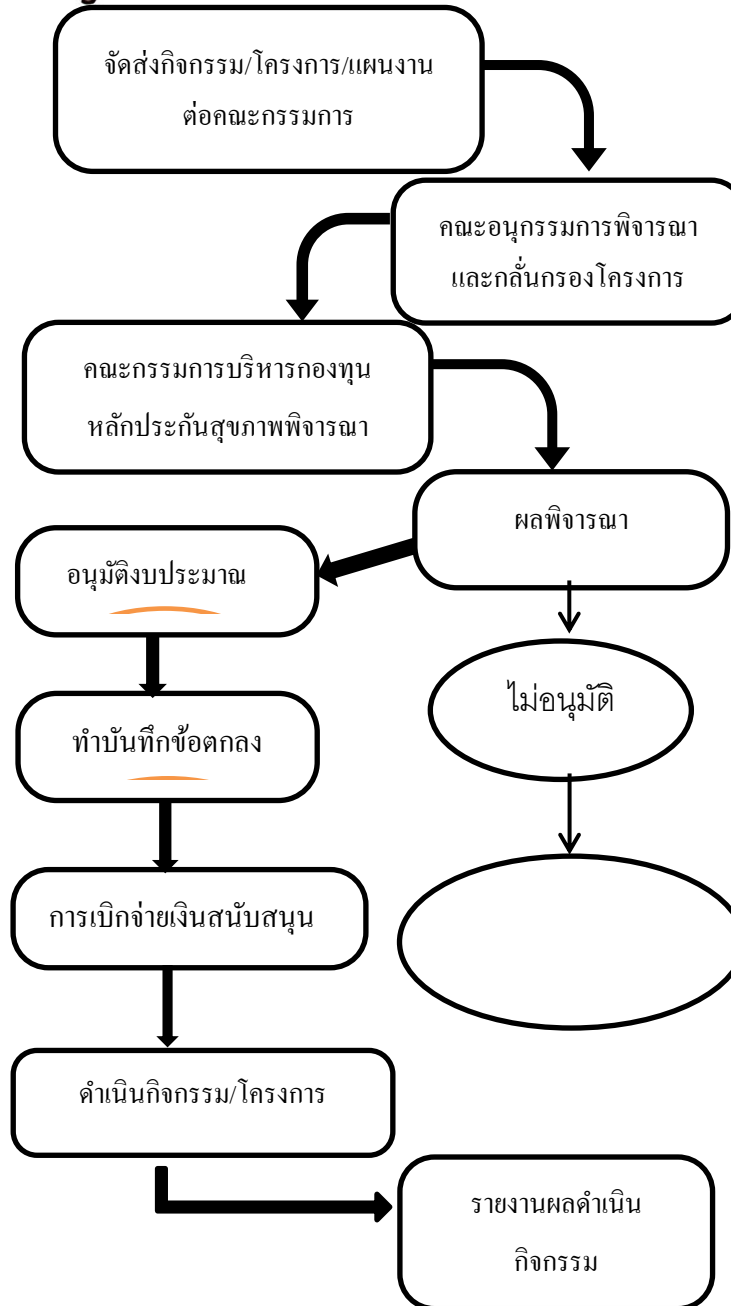 จัดส่งกิจกรรม/โครงการ/แผนงาน
ต่อคณะกรรมการ
คณะอนุกรรมการพิจารณา
และกลั่นกรองโครงการ
คณะกรรมการบริหารกองทุน
หลักประกันสุขภาพพิจารณา
ผลพิจารณา
อนุมัติงบประมาณ
ไม่อนุมัติ
ทำบันทึกข้อตกลง
การเบิกจ่ายเงินสนับสนุน
ดำเนินกิจกรรม/โครงการ
รายงานผลดำเนิน
กิจกรรม